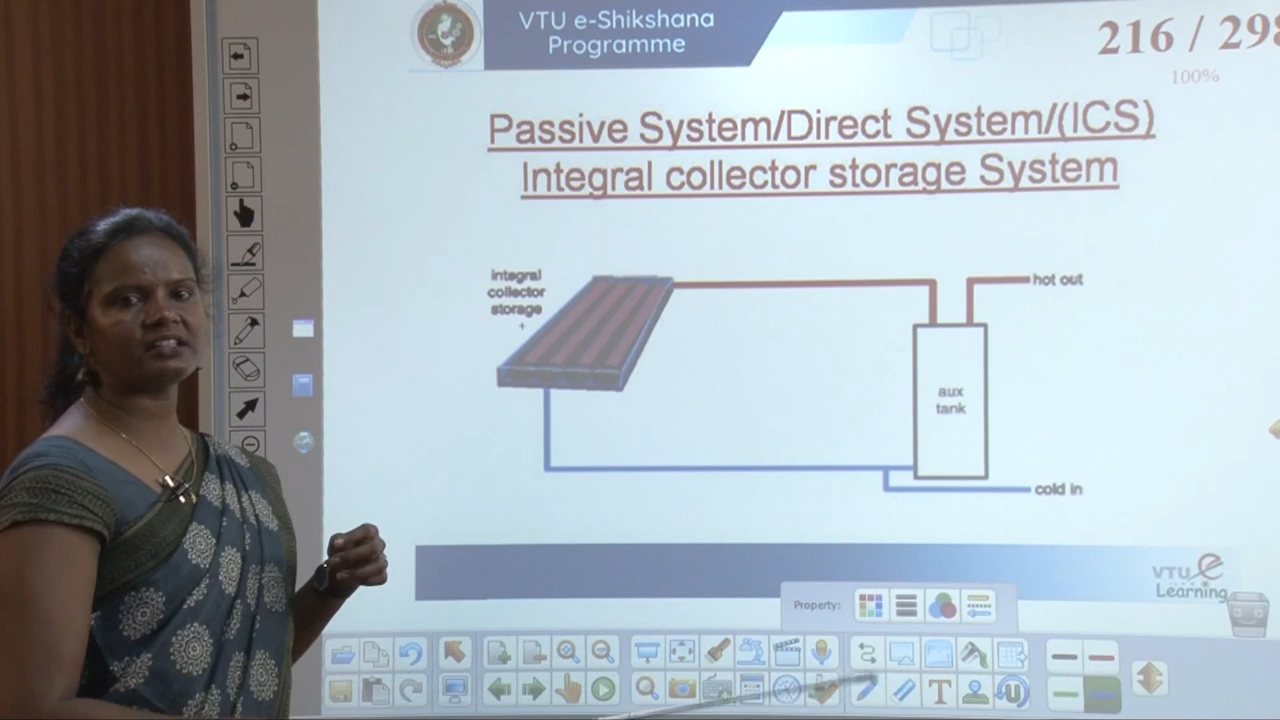 VTU e-Shikshana
Programme
216 / 298
100%
Passive System/Direct System/(ICS)
Integral collector storage System
integral
collector
storage
+
hot out
aux
tank
cold in
VTU e
Learning
Property:
T